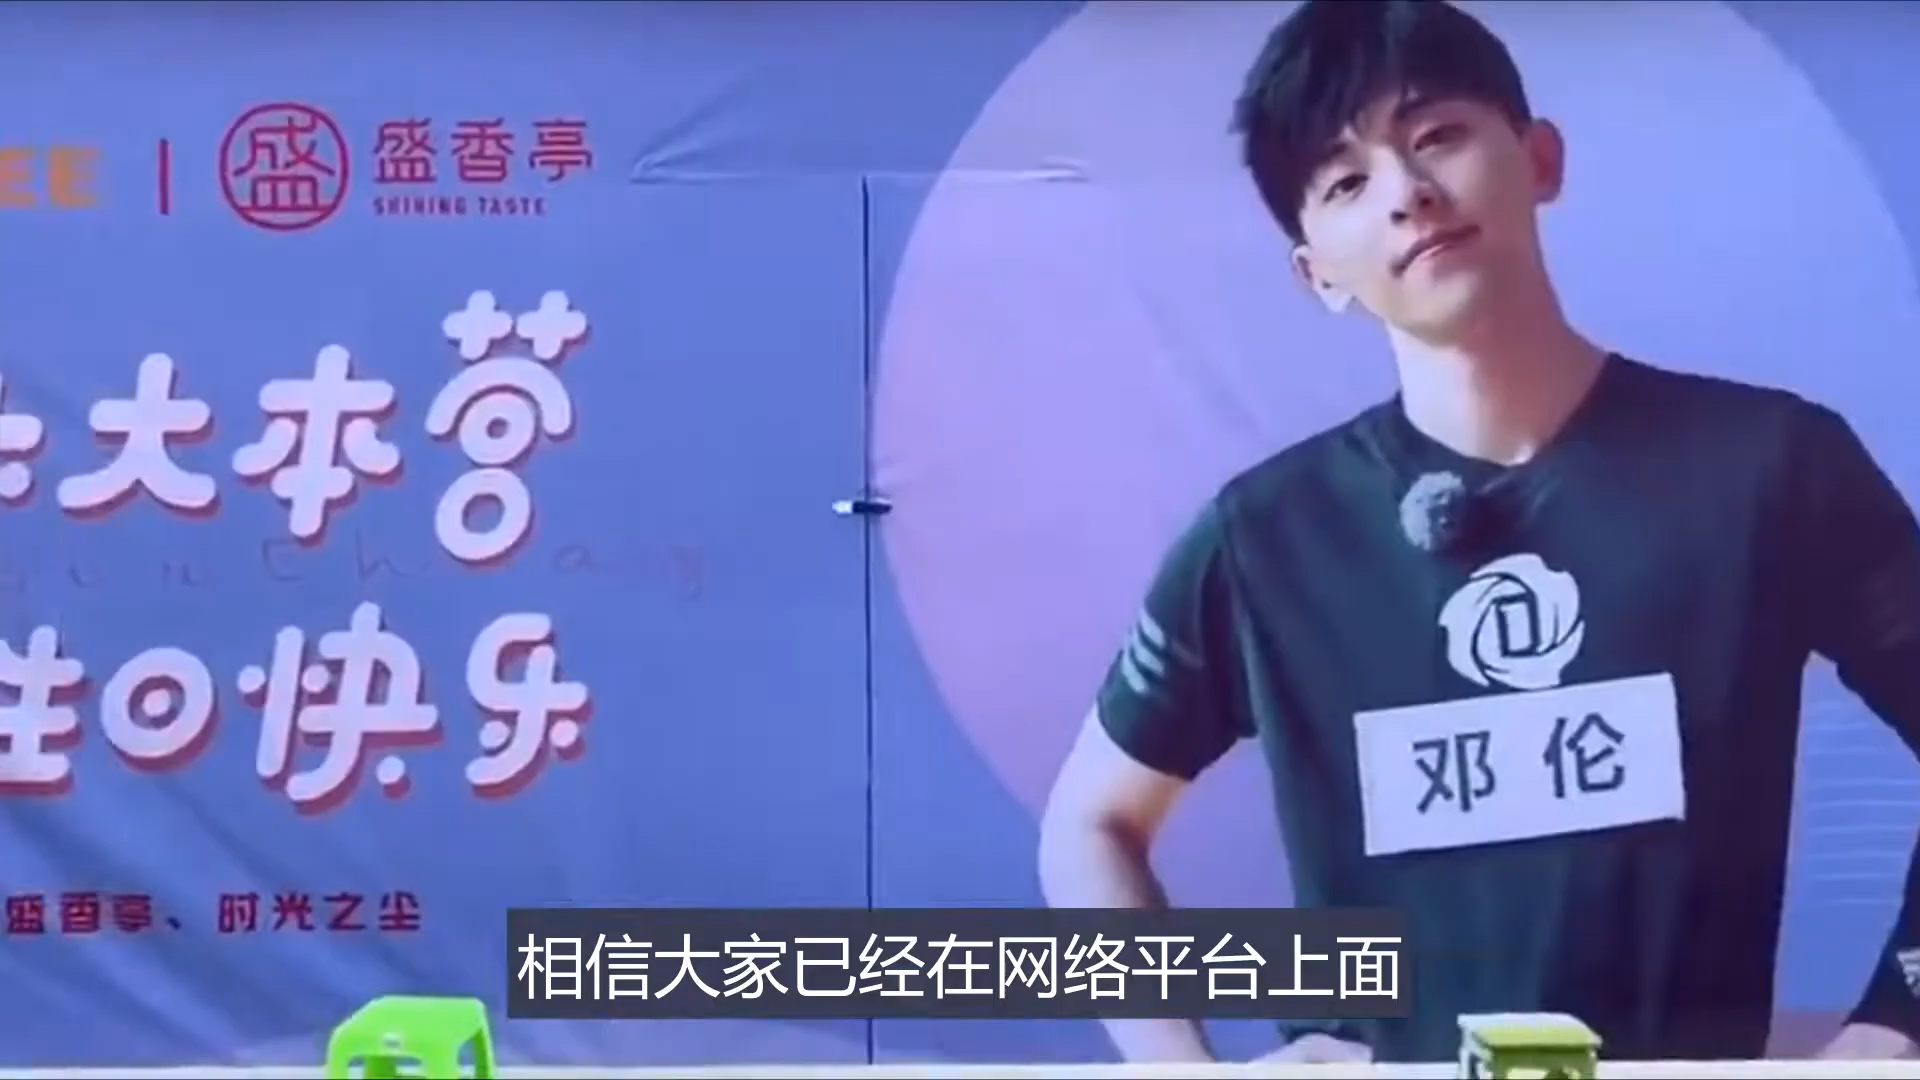 EE
盛 盛香亭
SHINING TASTE
大本营
日快乐
盛香亭、时光之尘
邓 伦
相信大家已经在网络平台上面